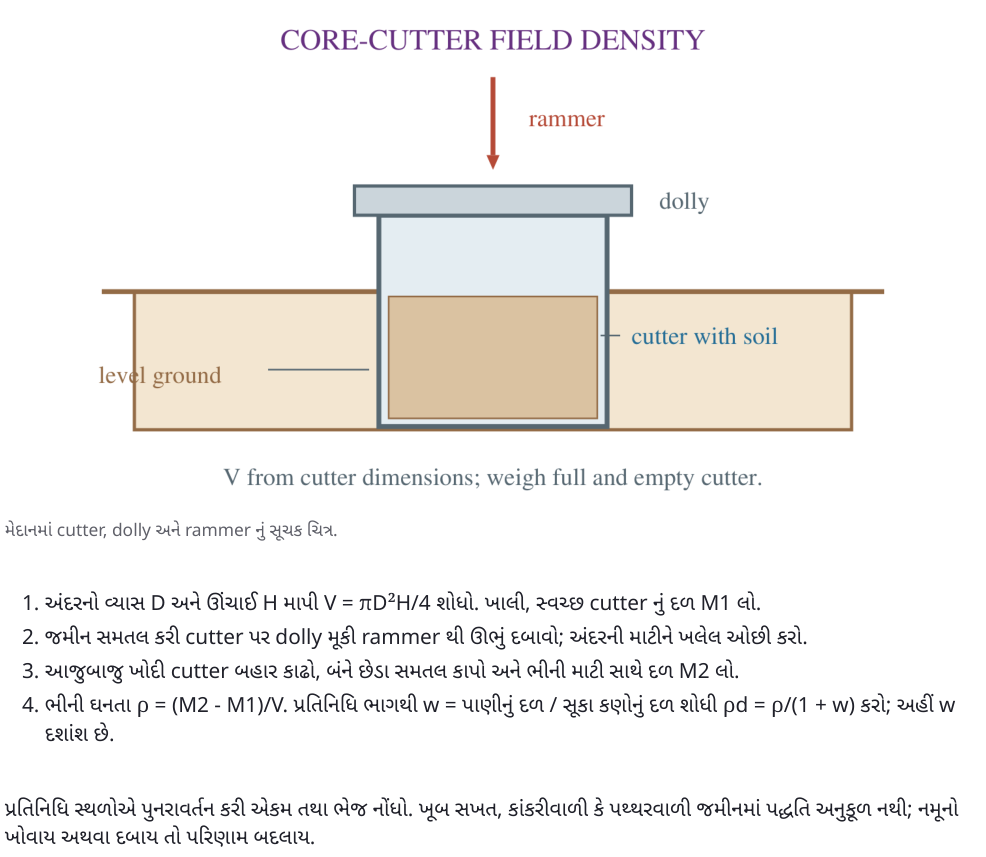 CORE-CUTTER FIELD DENSITY
rammer
dolly
cutter with soil
level ground
V from cutter dimensions; weigh full and empty cutter.
મેદાનમાં cutter, dolly અને rammer નું સૂચક ચિત્ર.
1. અંદરનો વ્યાસ D અને ઊંચાઈ H માપી V = πD²H/4 શોધો. ખાલી, સ્વચ્છ cutter નું દળ M1 લો.
2. જમીન સમતલ કરી cutter પર dolly મૂકી rammer થી ઊભું દબાવો; અંદરની માટીને ખલેલ ઓછી કરો.
3. આજુબાજુ ખોદી cutter બહાર કાઢો, બંને છેડા સમતલ કાપો અને ભીની માટી સાથે દળ M2 લો.
4. ભીની ઘનતા ρ = (M2 - M1)/V. પ્રતિનિધિ ભાગથી w = પાણીનું દળ / સૂકા કણોનું દળ શોધી ρd = ρ/(1 + w) કરો; અહીં w
દશાંશ છે.
પ્રતિનિધિ સ્થળોએ પુનરાવર્તન કરી એકમ તથા ભેજ નોંધો. ખૂબ સખત, કાંકરીવાળી કે પથ્થરવાળી જમીનમાં પદ્ધતિ અનુકૂળ નથી; નમૂનો
ખોવાય અથવા દબાય તો પરિણામ બદલાય.